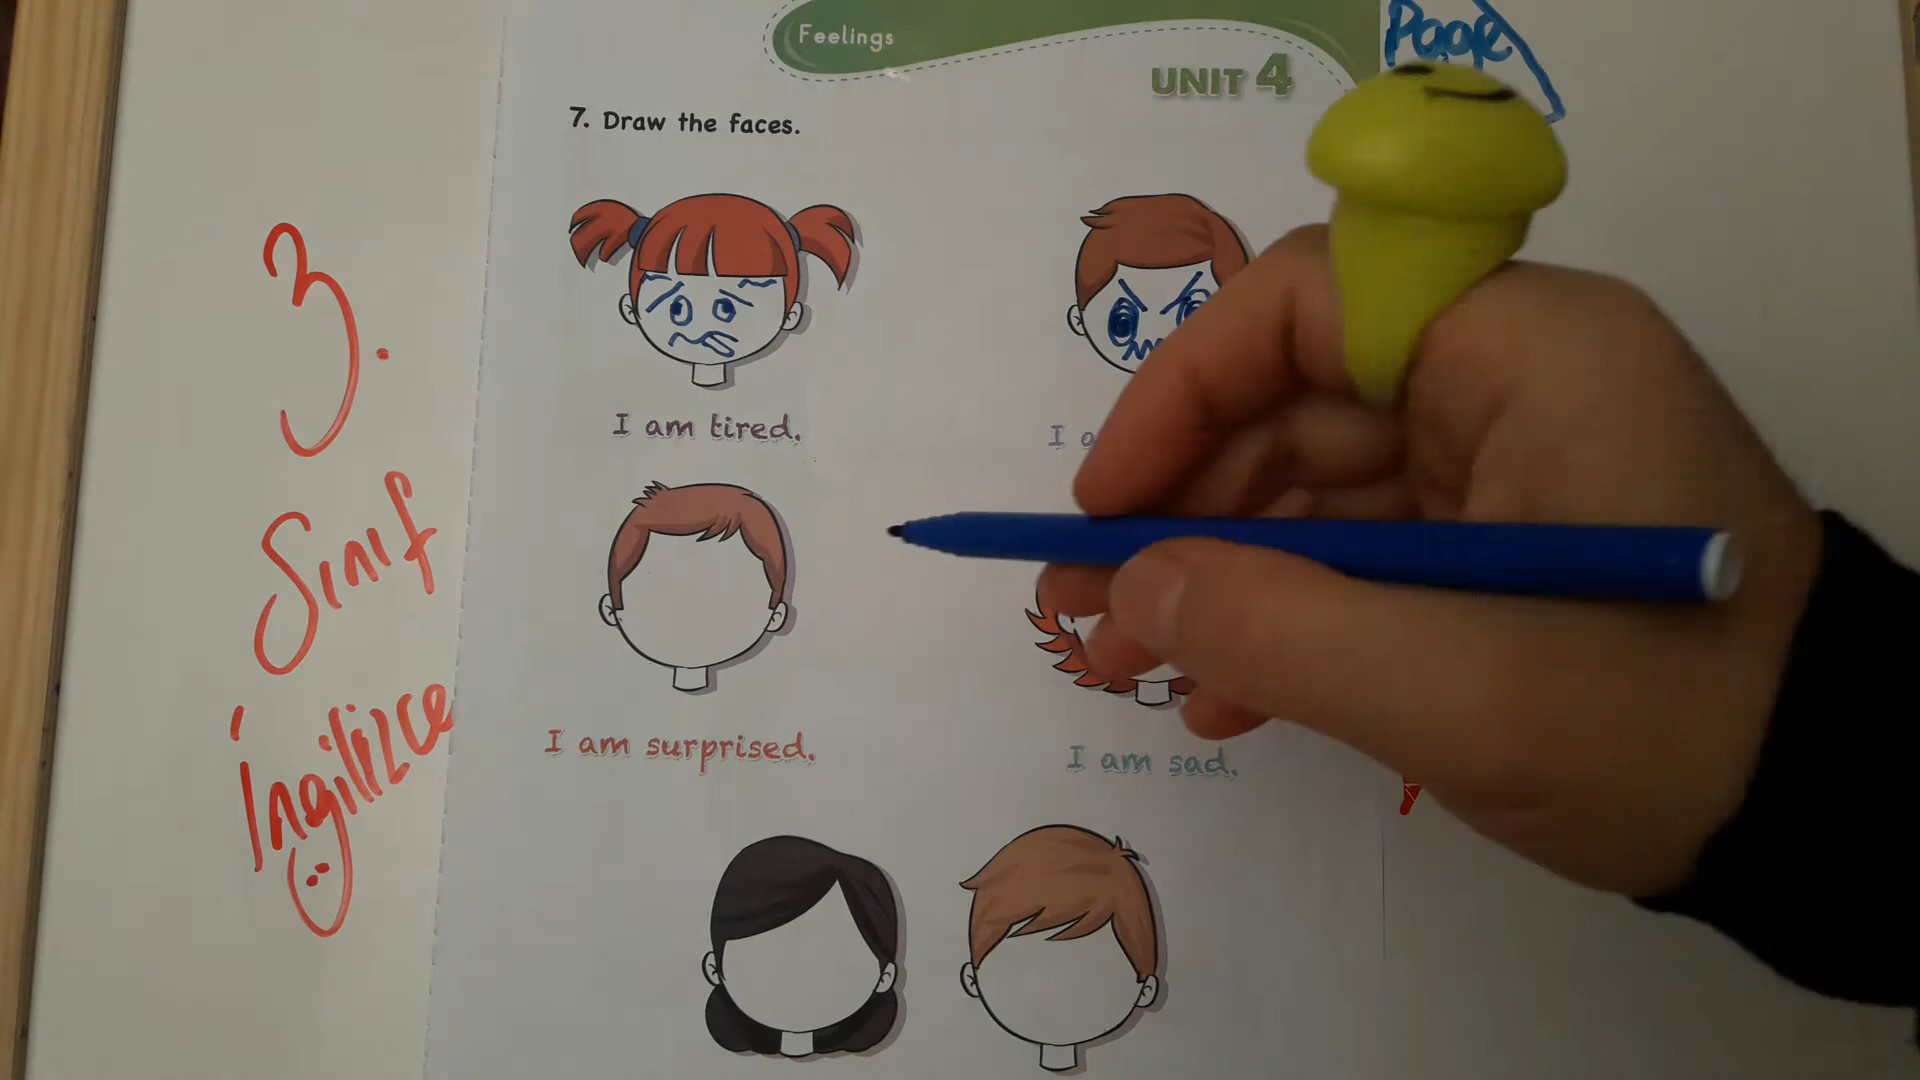 Feelings
Page
UNIT 4
7. Draw the faces.
3.
Sınıf
İngilizce
I am tired.
I a
I am surprised.
I am sad.